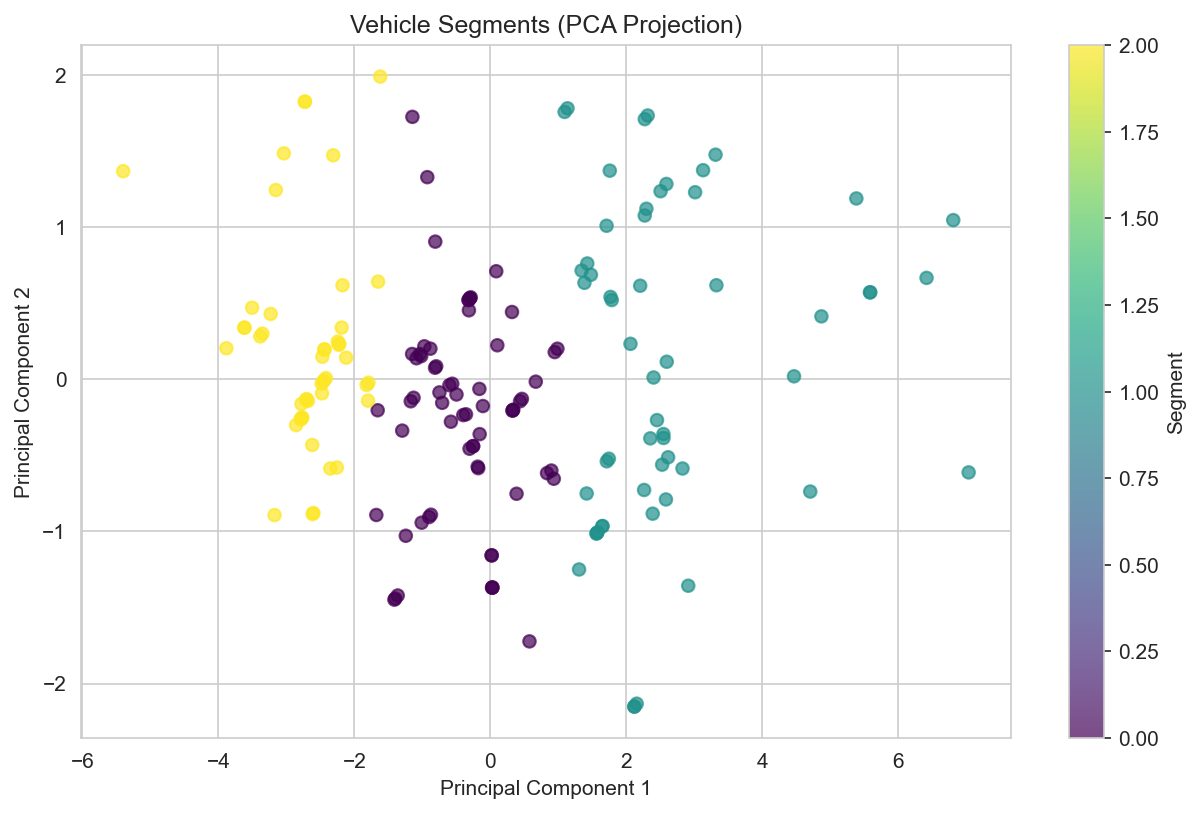 Vehicle Segments (PCA Projection)
Principal Component 2
2
1
0
−1
−2
−6 −4 −2 0 2 4 6
Principal Component 1
2.00
1.75
1.50
1.25
1.00
0.75
0.50
0.25
0.00
Segment